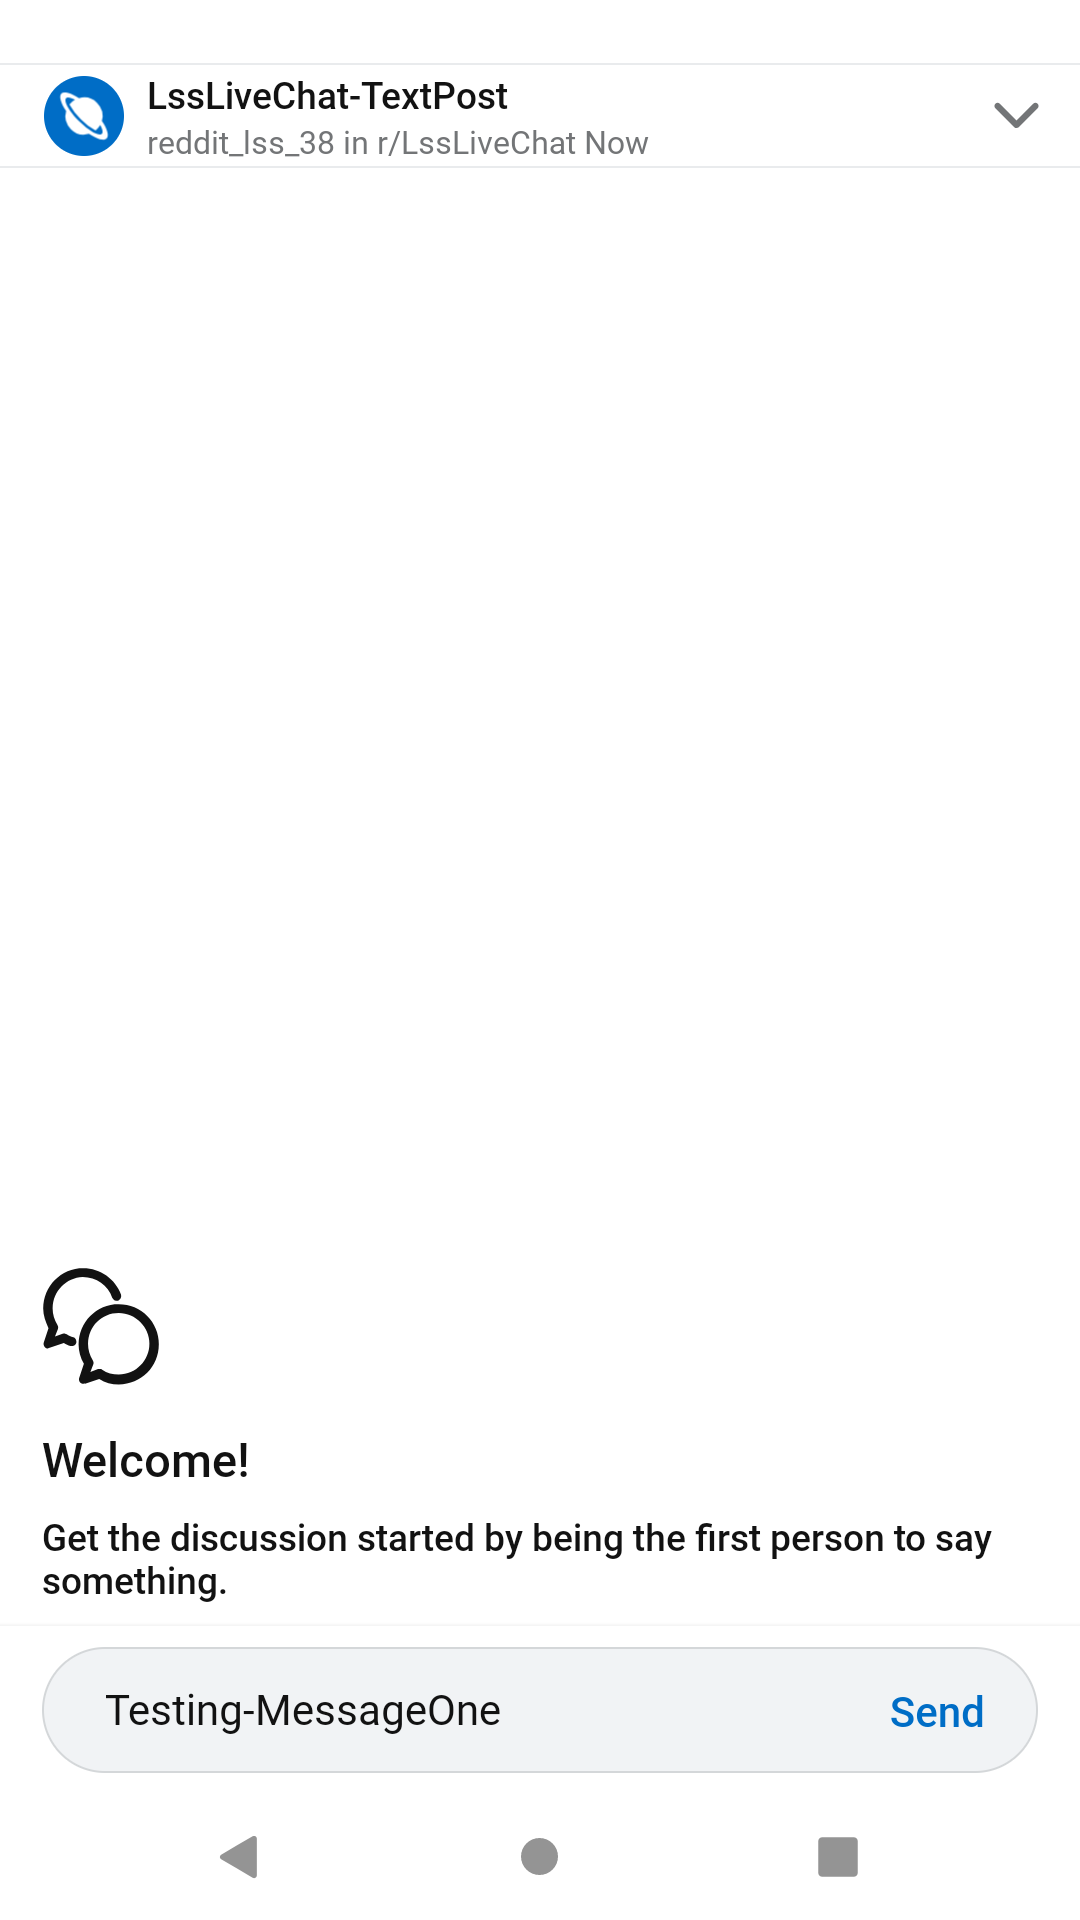 LssLiveChat-TextPost
reddit_lss_38 in r/LssLiveChat Now
Welcome!
Get the discussion started by being the first person to say
something.
Testing-MessageOne
Send